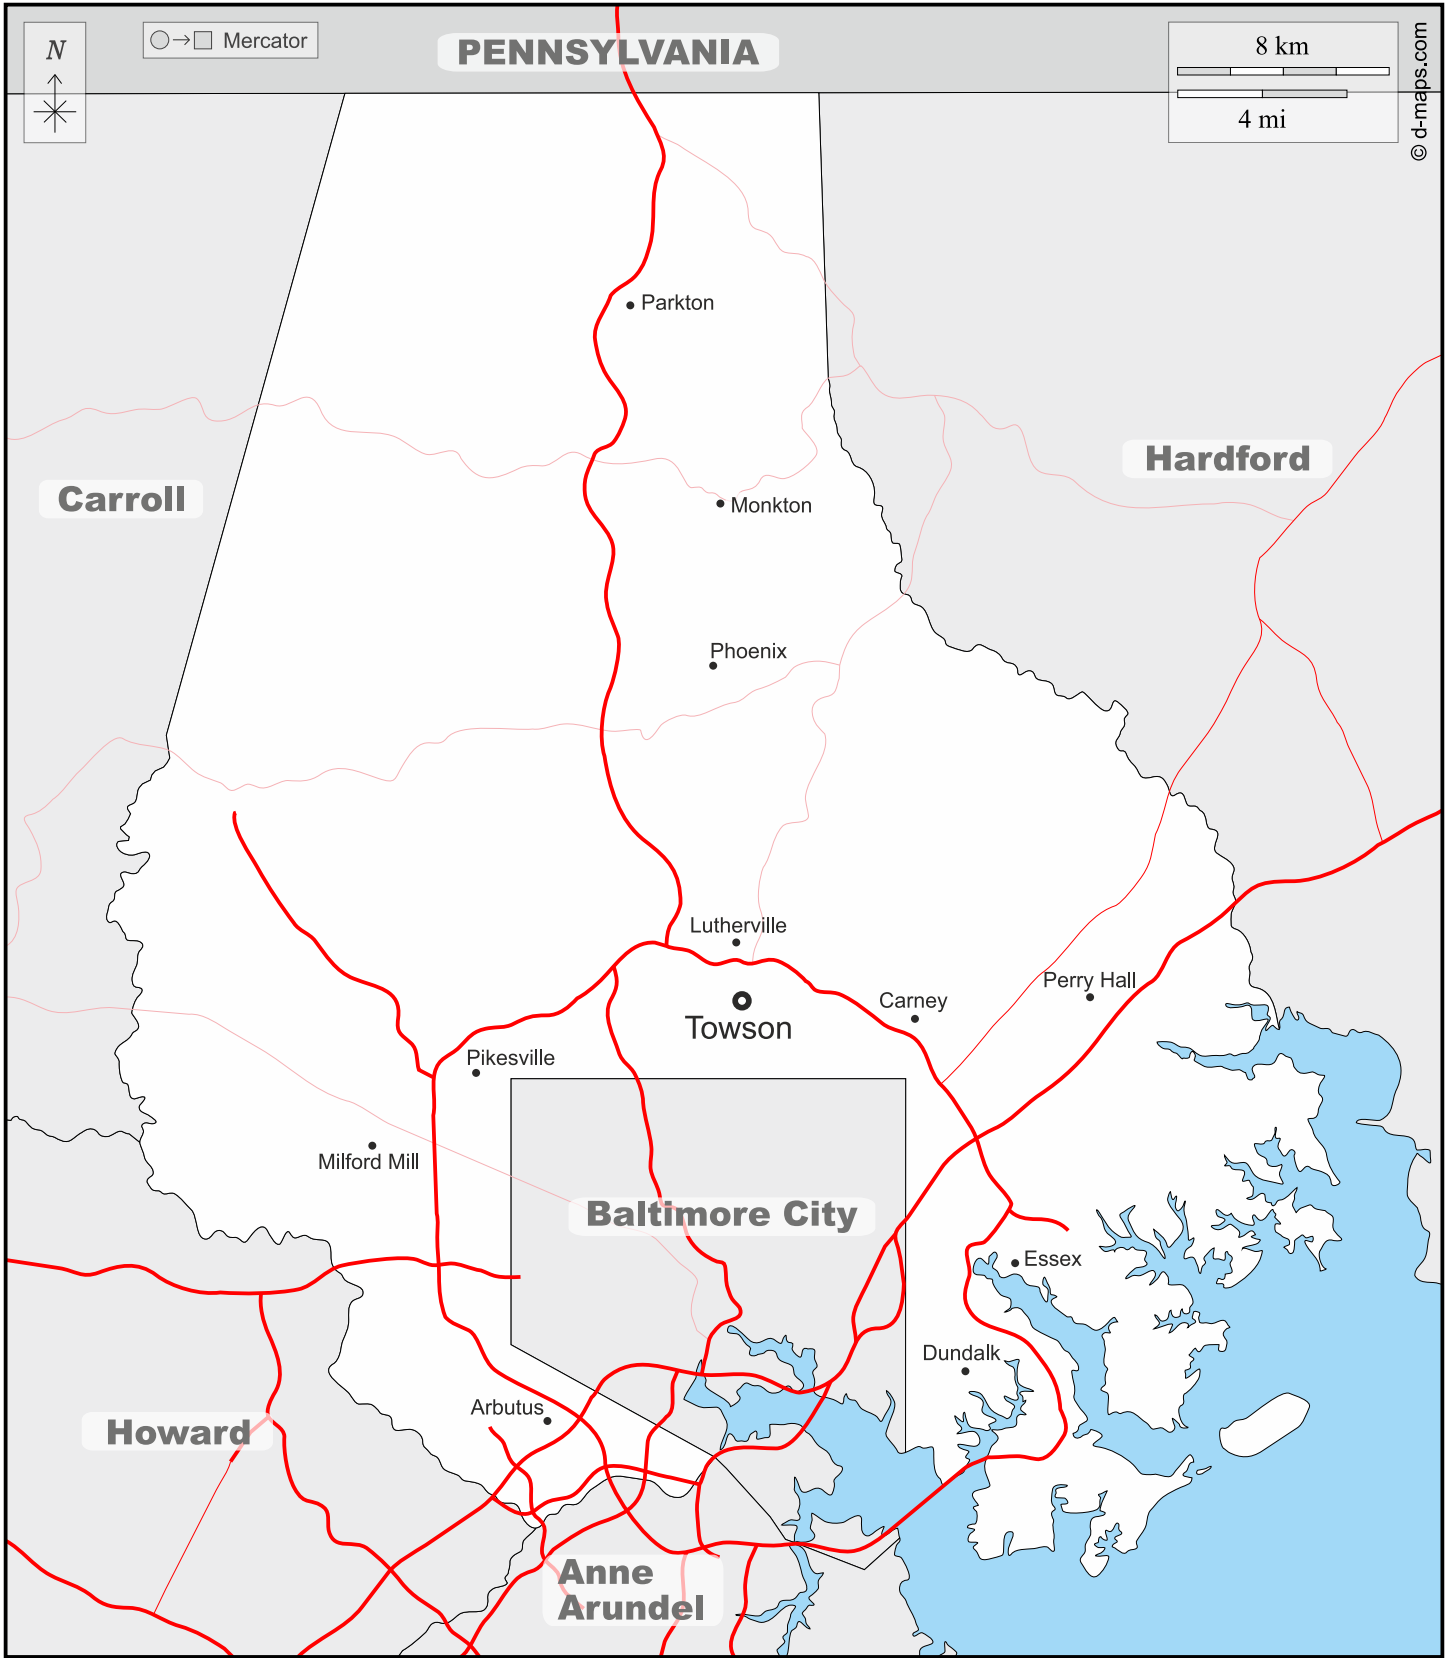 N
Mercator
PENNSYLVANIA
8 km
4 mi
© d-maps.com
Parkton
Hardford
Carroll
Monkton
Phoenix
Lutherville
Perry Hall
Carney
Towson
Pikesville
Milford Mill
Baltimore City
Essex
Dundalk
Arbutus
Howard
Anne
Arundel